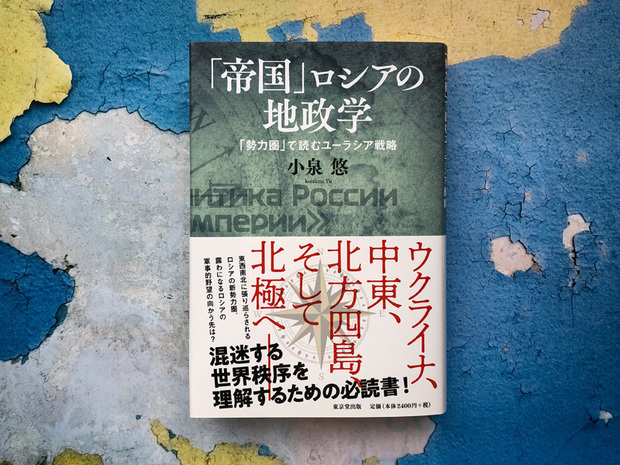 「帝国」ロシアの
地政学
「勢力圏」で読むユーラシア戦略
小泉 悠
Koizumi Yu
литика России
мперии»
ウクライナ、
中東、
北方四島、
そして
北極へ——
東西南北に張り巡らされる
ロシアの新勢力圏、
露わになるロシアの
軍事的野望の向かう先は?
混迷する
世界秩序を
理解するための必読書!
東京堂出版 定価(本体2400円+税)